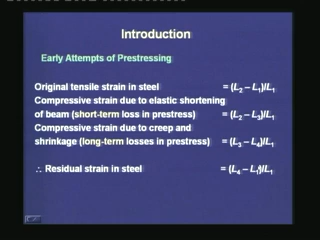 Introduction
Early Attempts of Prestressing
Original tensile strain in steel = (L2 – L1)/L1
Compressive strain due to elastic shortening
of beam (short-term loss in prestress) = (L2 – L3)/L1
Compressive strain due to creep and
shrinkage (long-term losses in prestress) = (L3 – L4)/L1
∴ Residual strain in steel = (L4 – L1)/L1